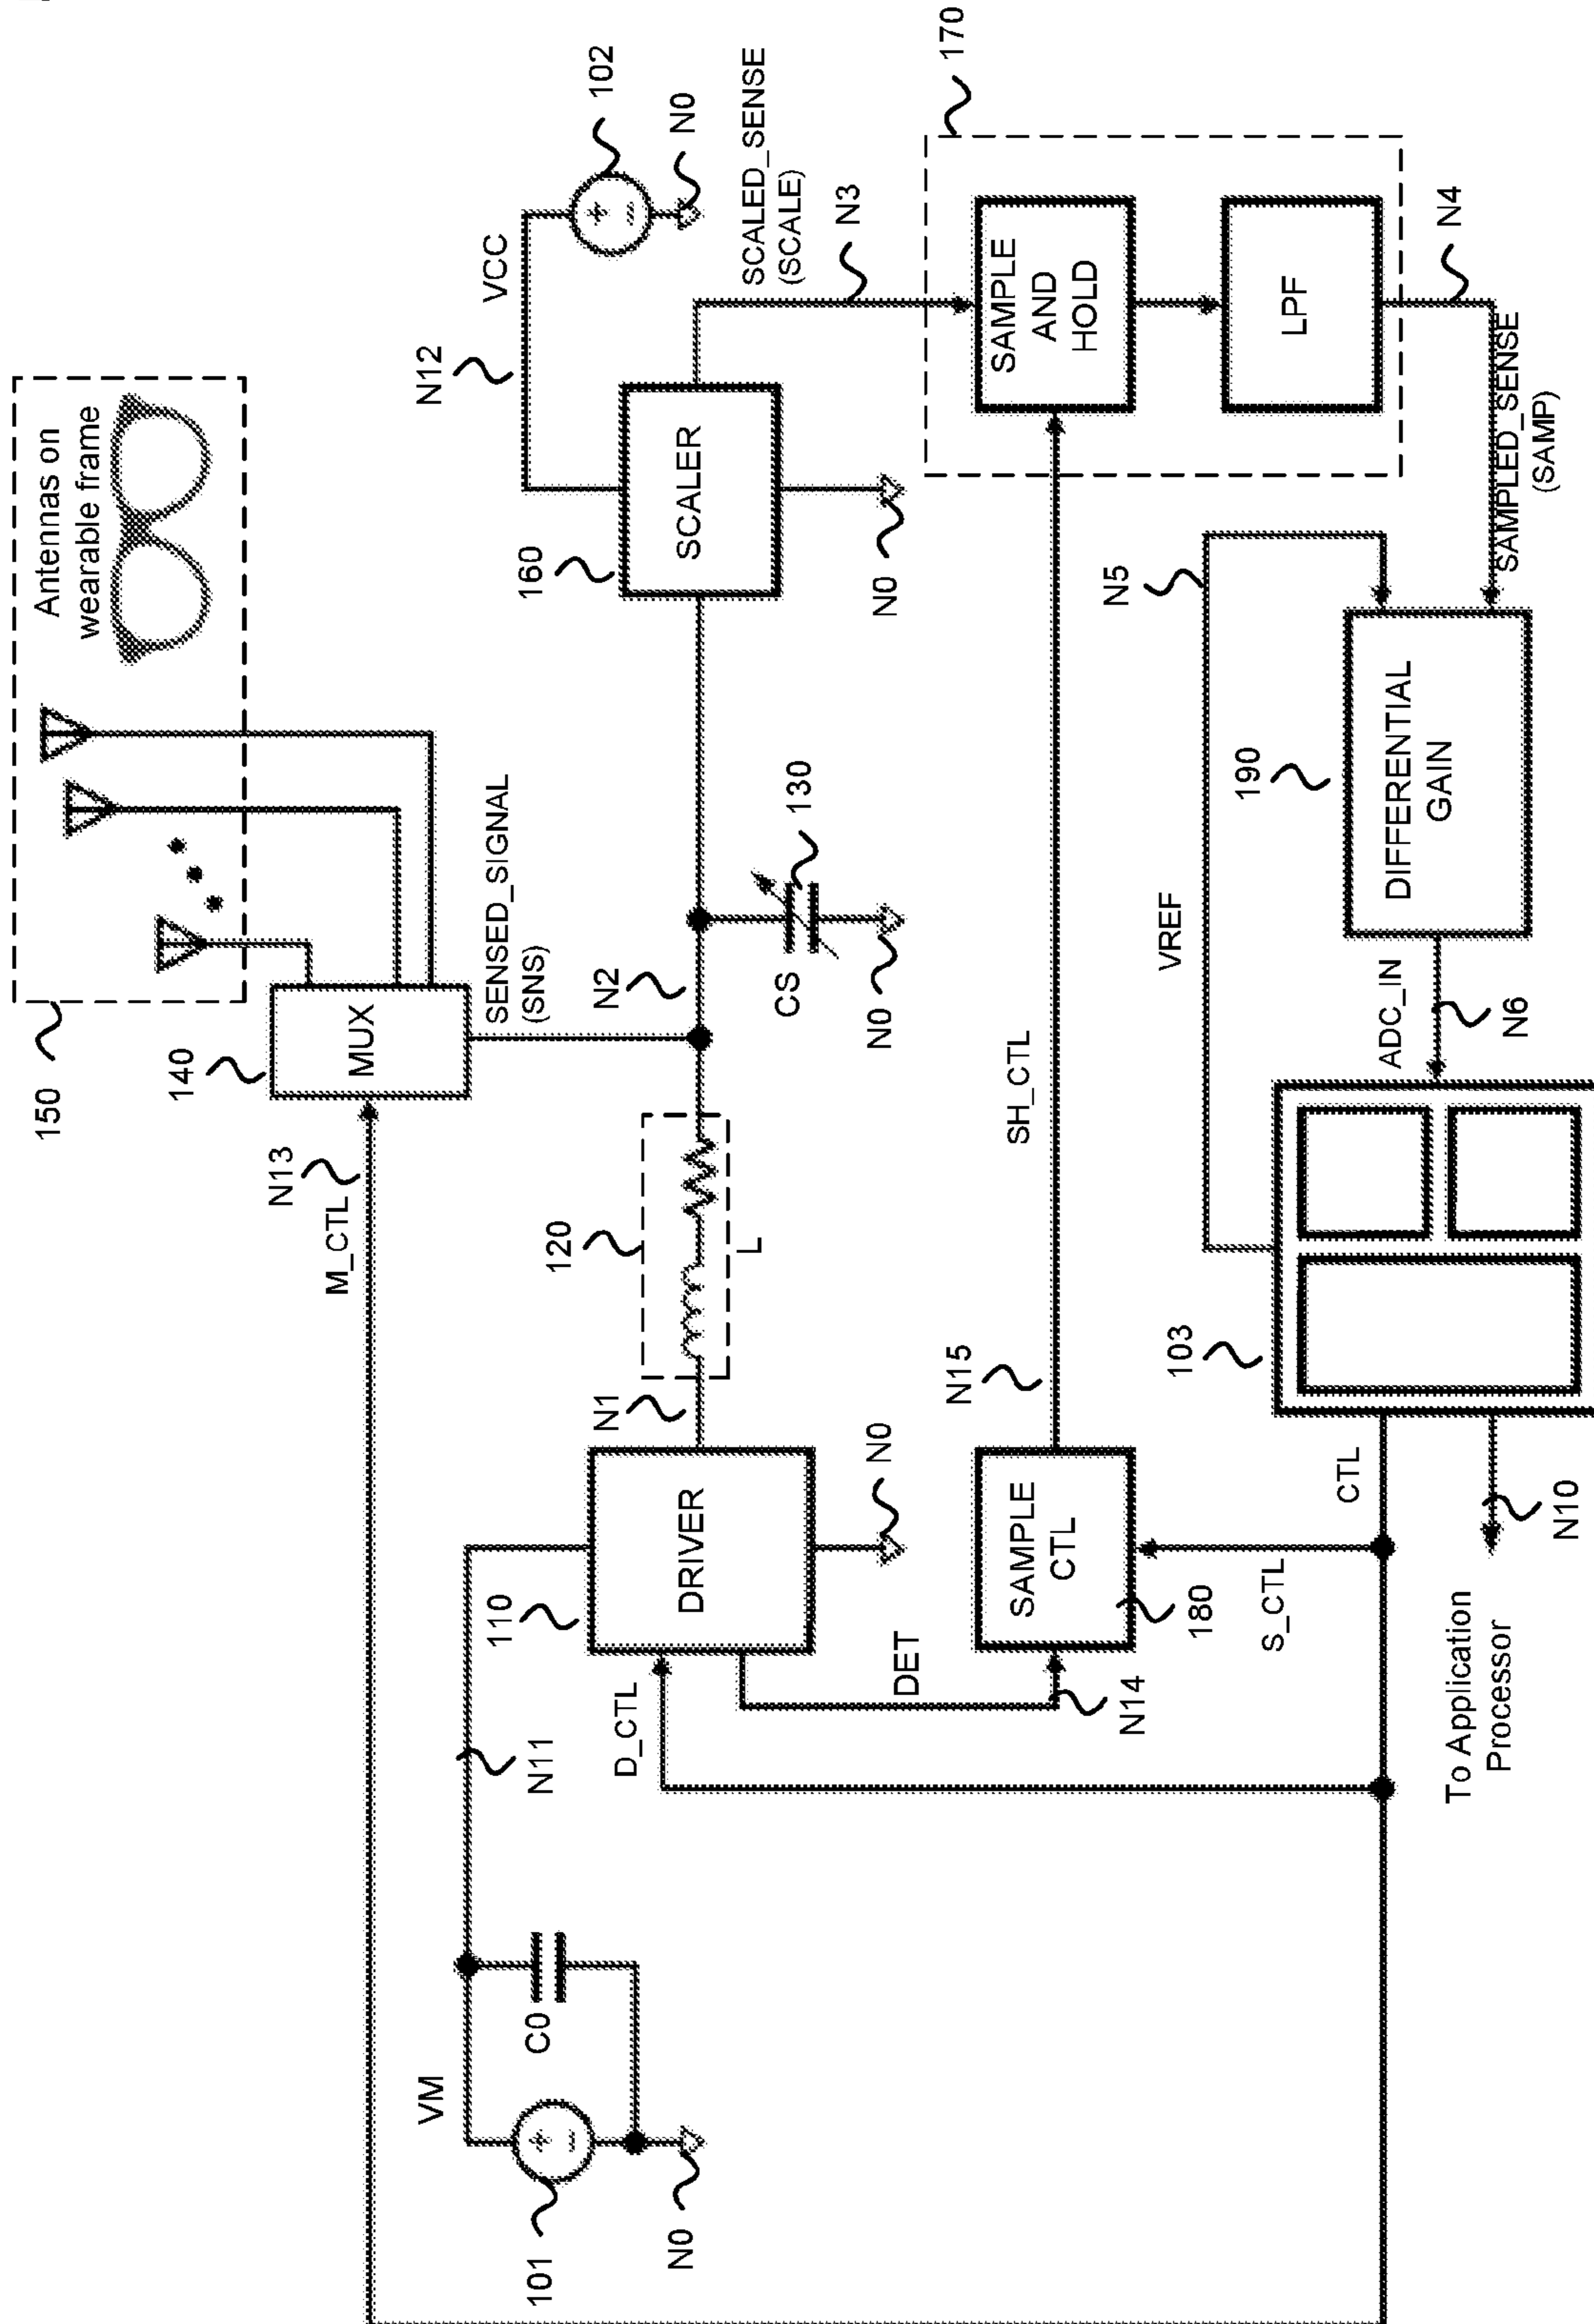 150
Antennas on
wearable frame
140
MUX
N13
M_CTL
SENSED_SIGNAL
(SNS)
N12
VCC
102
N0
160
SCALER
N0
SCALED_SENSE
(SCALE)
N3
170
VM
101
C0
N0
N11
110
DRIVER
N0
D_CTL
DET
N14
N1
120
L
N2
CS
130
N0
SAMPLE
CTL
180
S_CTL
N15
SH_CTL
SAMPLE
AND
HOLD
LPF
N4
SAMPLED_SENSE
(SAMP)
N5
VREF
190
DIFFERENTIAL
GAIN
ADC_IN
N6
103
CTL
N10
To Application
Processor